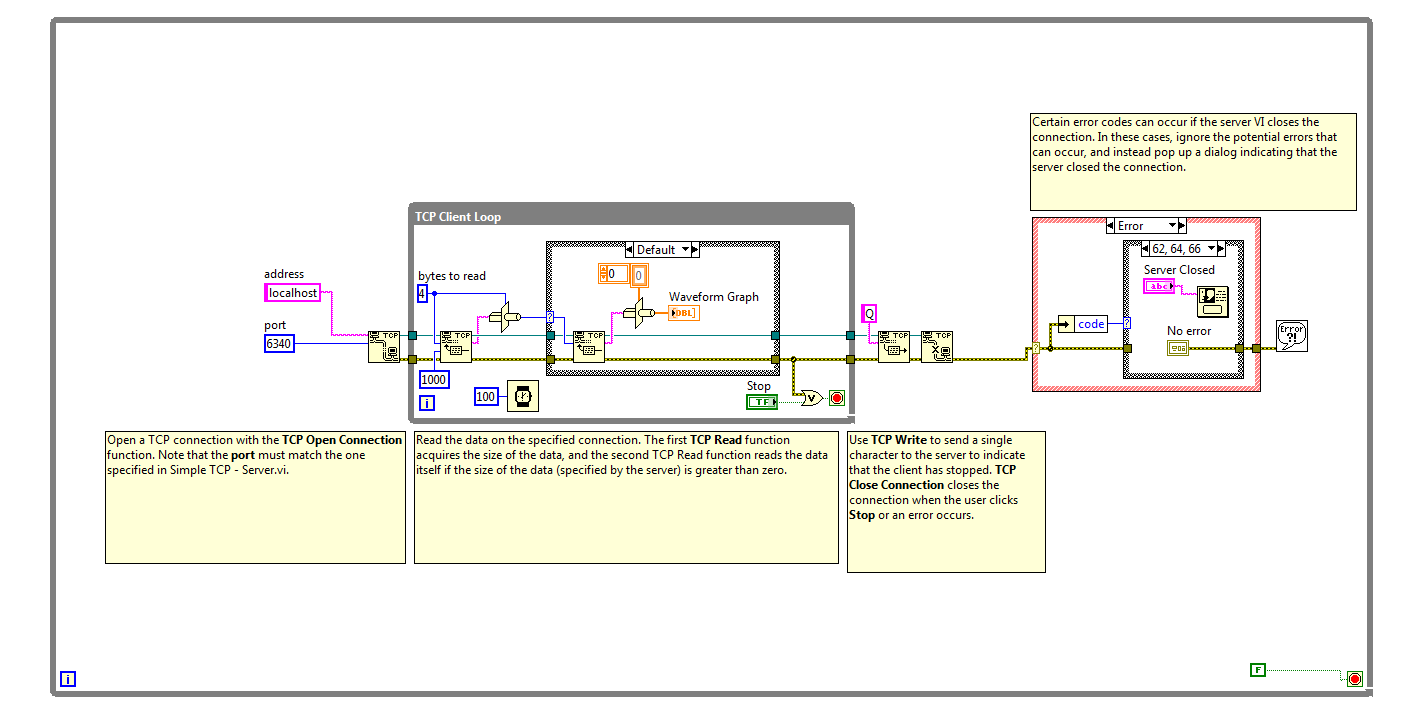 Certain error codes can occur if the server VI closes the
connection. In these cases, ignore the potential errors that
can occur, and instead pop up a dialog indicating that the
server closed the connection.
TCP Client Loop
Error
Default
62, 64, 66
address
localhost
bytes to read
4
0
0
Waveform Graph
DBL
Server Closed
abc
port
6340
TCP
TCP
?
TCP
Q
TCP
TCP
code
?
No error
Error
?!
?
1000
i
100
Stop
TF
V
Open a TCP connection with the TCP Open Connection
function. Note that the port must match the one
specified in Simple TCP - Server.vi.
Read the data on the specified connection. The first TCP Read function
acquires the size of the data, and the second TCP Read function reads the data
itself if the size of the data (specified by the server) is greater than zero.
Use TCP Write to send a single
character to the server to indicate
that the client has stopped. TCP
Close Connection closes the
connection when the user clicks
Stop or an error occurs.
i
F